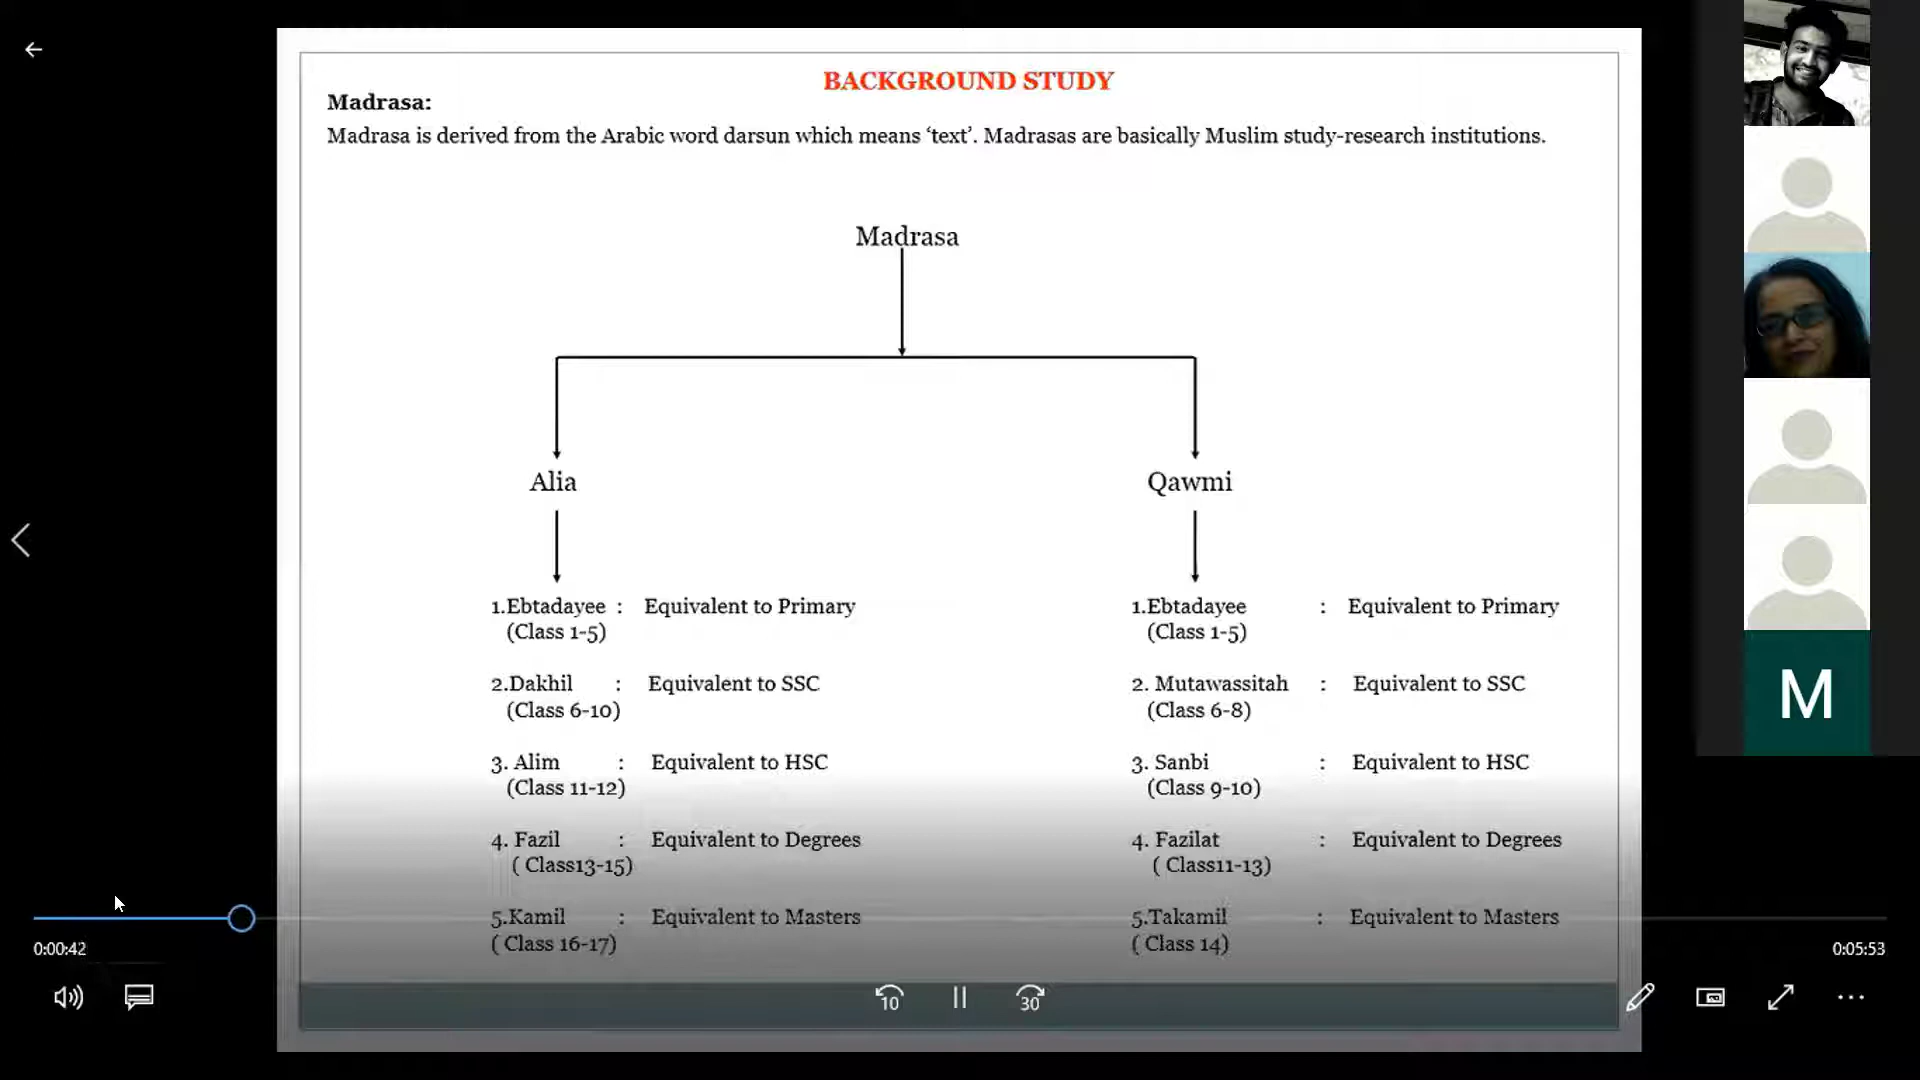 BACKGROUND STUDY
Madrasa:
Madrasa is derived from the Arabic word darsun which means ‘text’. Madrasas are basically Muslim study-research institutions.
Madrasa
Alia
Qawmi
1.Ebtadayee : Equivalent to Primary
(Class 1-5)
2.Dakhil : Equivalent to SSC
(Class 6-10)
3. Alim : Equivalent to HSC
(Class 11-12)
4. Fazil : Equivalent to Degrees
( Class13-15)
5.Kamil : Equivalent to Masters
( Class 16-17)
1.Ebtadayee : Equivalent to Primary
(Class 1-5)
2. Mutawassitah : Equivalent to SSC
(Class 6-8)
3. Sanbi : Equivalent to HSC
(Class 9-10)
4. Fazilat : Equivalent to Degrees
( Class11-13)
5.Takamil : Equivalent to Masters
( Class 14)
M
0:00:42
0:05:53
10
30